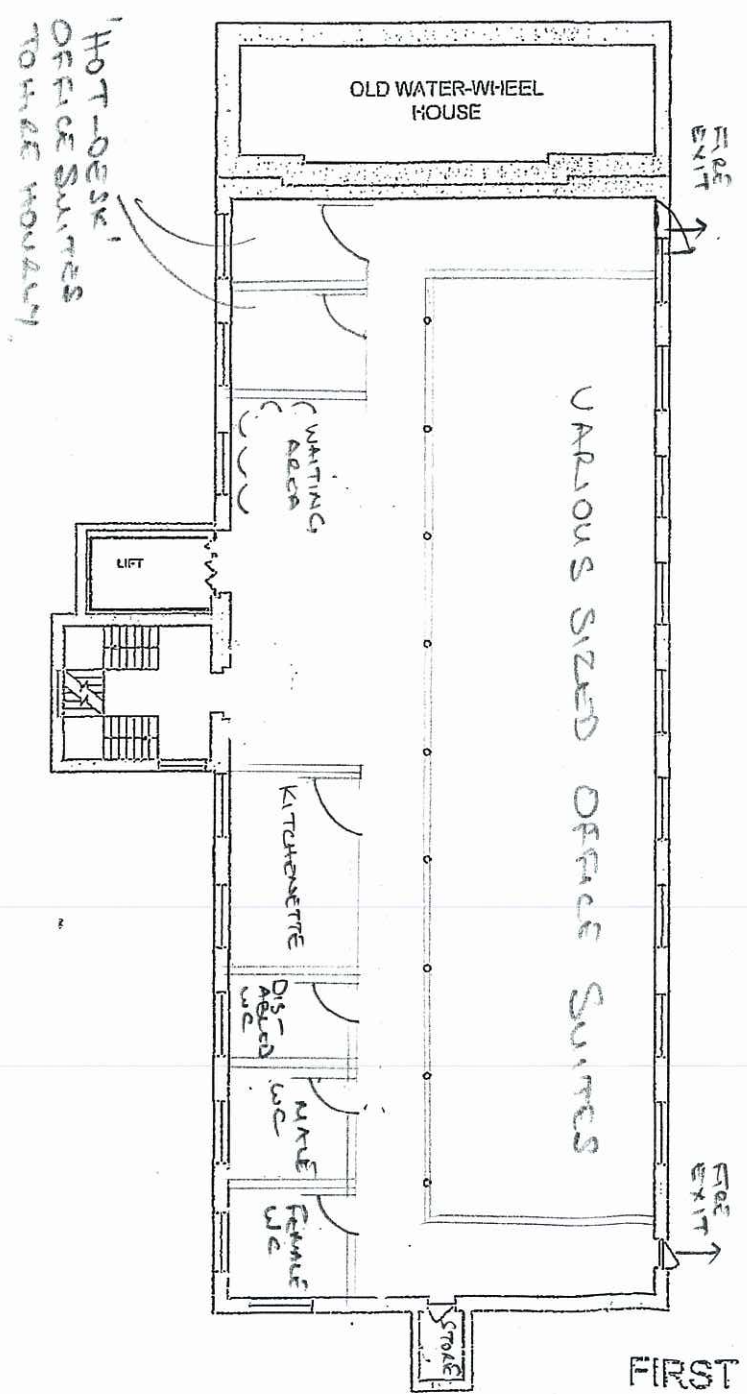 OLD WATER-WHEEL
HOUSE
FIRE
EXIT
'HOT-DESK'
OFFICE SUITES
TO HIRE HOURLY
VARIOUS SIZED OFFICE SUITES
WAITING
AREA
LIFT
KITCHENETTE
DIS-
ABLED
WC
MALE
WC
FEMALE
WC
FIRE
EXIT
STORE
FIRST